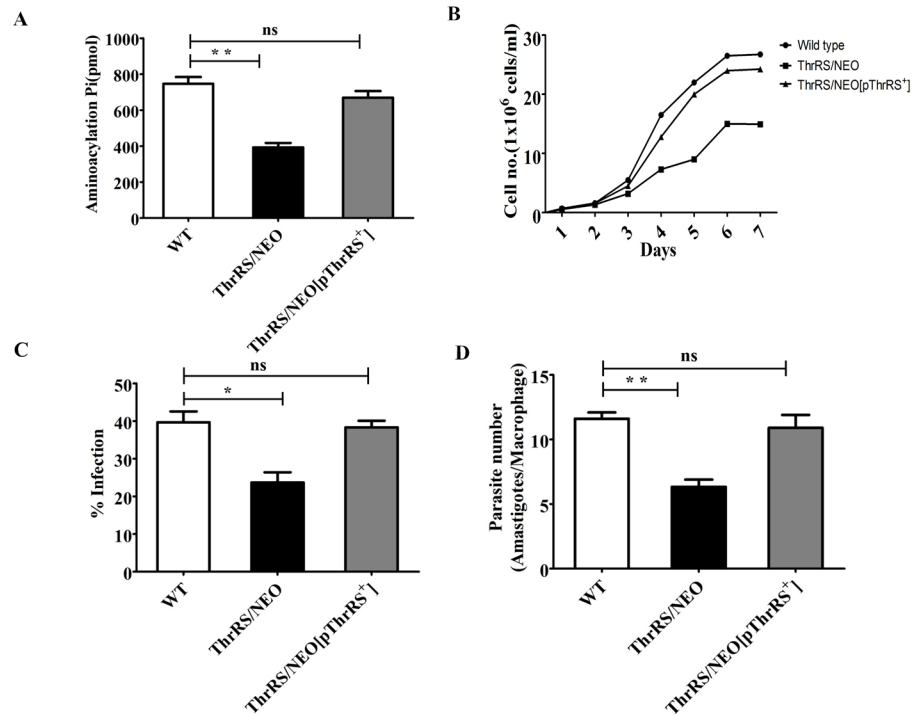 A
ns
* *
Aminoacylation Pi(pmol)
1000
800
600
400
200
0
WT
ThrRS/NEO
ThrRS/NEO[pThrRS+]
B
Cell no.(1x10⁶ cells/ml)
30
20
10
0
1 2 3 4 5 6 7
Days
Wild type
ThrRS/NEO
ThrRS/NEO[pThrRS⁺]
C
ns
*
% Infection
50
40
30
20
10
0
WT
ThrRS/NEO
ThrRS/NEO[pThrRS⁺]
D
ns
* *
Parasite number
(Amastigotes/Macrophage)
15
10
5
0
WT
ThrRS/NEO
ThrRS/NEO[pThrRS⁺]